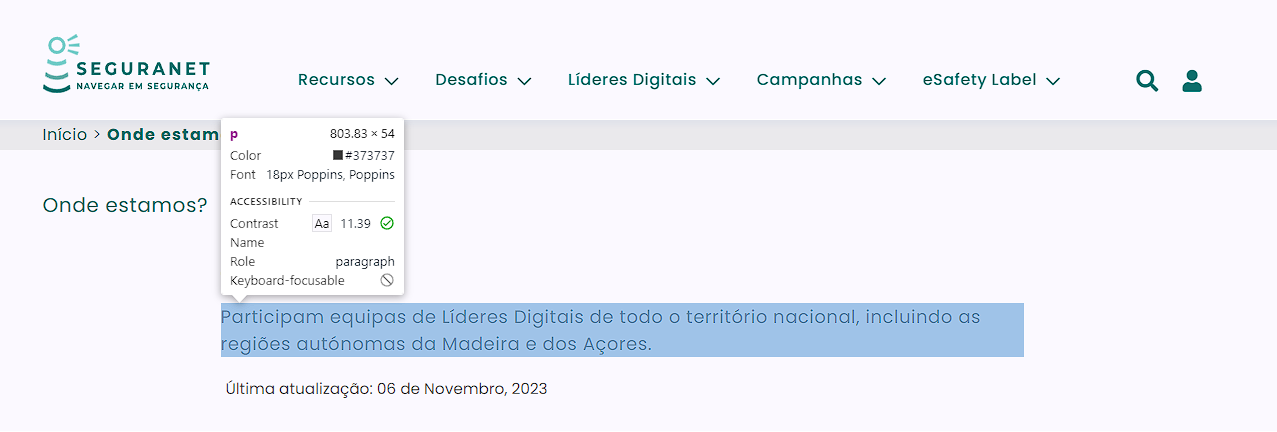 SEGURANET
NAVEGAR EM SEGURANÇA
Recursos
Desafios
Líderes Digitais
Campanhas
eSafety Label
Início > Onde estam
p 803.83 × 54
Color #373737
Font 18px Poppins, Poppins
ACCESSIBILITY
Contrast Aa 11.39
Name
Role paragraph
Keyboard-focusable
Onde estamos?
Participam equipas de Líderes Digitais de todo o território nacional, incluindo as
regiões autónomas da Madeira e dos Açores.
Última atualização: 06 de Novembro, 2023